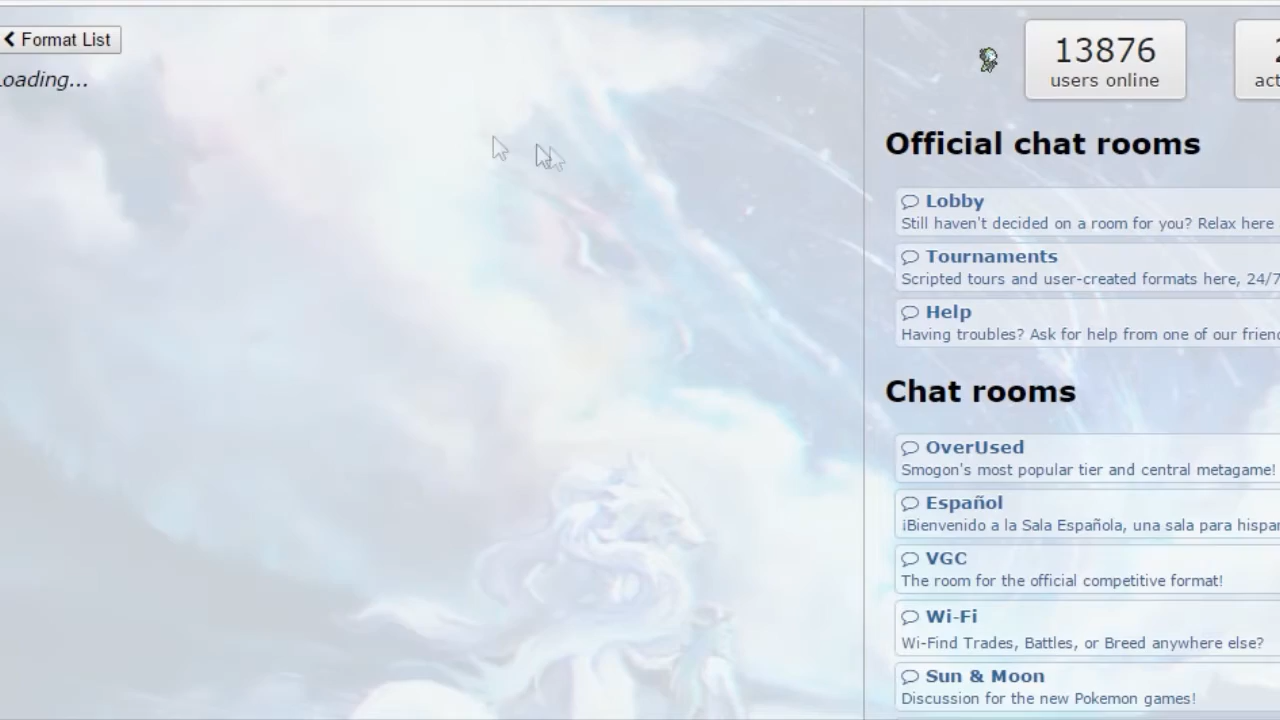 Format List
Loading...
13876
users online
Official chat rooms
Lobby
Still haven't decided on a room for you? Relax here
Tournaments
Scripted tours and user-created formats here, 24/7
Help
Having troubles? Ask for help from one of our
Chat rooms
OverUsed
Smogon's most popular tier and central metagame!
Español
¡Bienvenido a la Sala Española, una sala para
VGC
The room for the official competitive format!
Wi-Fi
Wi-Find Trades, Battles, or Breed anywhere else?
Sun & Moon
Discussion for the new Pokemon games!